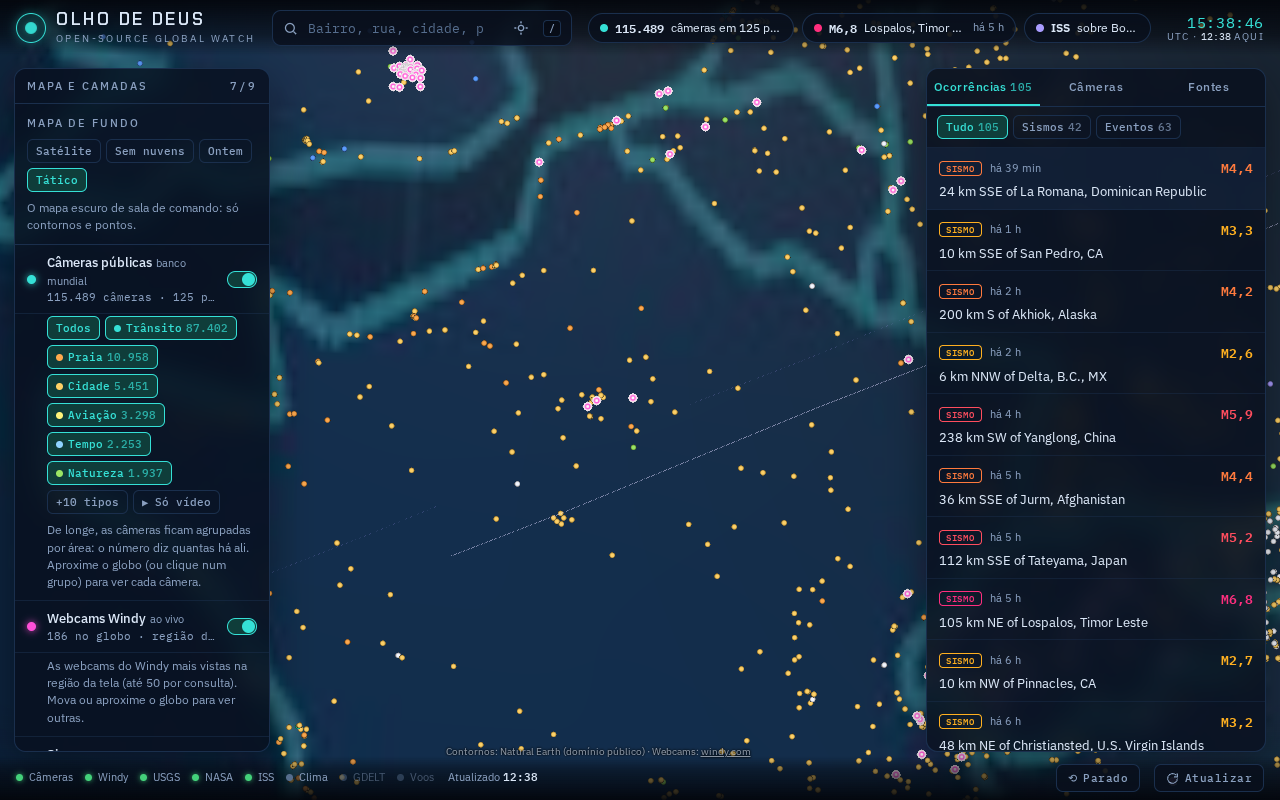 OLHO DE DEUS
OPEN-SOURCE GLOBAL WATCH
Bairro, rua, cidade, p
/
115.489 câmeras em 125 p...
M6,8 Lospalos, Timor ... há 5 h
ISS sobre Bo...
15:38:46
UTC · 12:38 AQUI
MAPA E CAMADAS 7/9
MAPA DE FUNDO
Satélite Sem nuvens Ontem
Tático
O mapa escuro de sala de comando: só
contornos e pontos.
Câmeras públicas banco
mundial
115.489 câmeras · 125 p…
Todos Trânsito 87.402
Praia 10.958
Cidade 5.451
Aviação 3.298
Tempo 2.253
Natureza 1.937
+10 tipos ▶ Só vídeo
De longe, as câmeras ficam agrupadas
por área: o número diz quantas há ali.
Aproxime o globo (ou clique num
grupo) para ver cada câmera.
Webcams Windy ao vivo
186 no globo · região d…
As webcams do Windy mais vistas na
região da tela (até 50 por consulta).
Mova ou aproxime o globo para ver
outras.
Ocorrências 105 Câmeras Fontes
Tudo 105 Sismos 42 Eventos 63
SISMO há 39 min M4,4
24 km SSE of La Romana, Dominican Republic
SISMO há 1 h M3,3
10 km SSE of San Pedro, CA
SISMO há 2 h M4,2
200 km S of Akhiok, Alaska
SISMO há 2 h M2,6
6 km NNW of Delta, B.C., MX
SISMO há 4 h M5,9
238 km SW of Yanglong, China
SISMO há 5 h M4,4
36 km SSE of Jurm, Afghanistan
SISMO há 5 h M5,2
112 km SSE of Tateyama, Japan
SISMO há 5 h M6,8
105 km NE of Lospalos, Timor Leste
SISMO há 6 h M2,7
10 km NW of Pinnacles, CA
SISMO há 6 h M3,2
48 km NE of Christiansted, U.S. Virgin Islands
Contornos: Natural Earth (domínio público) · Webcams: windy.com
Câmeras Windy USGS NASA ISS Clima GDELT Voos Atualizado 12:38
Parado Atualizar